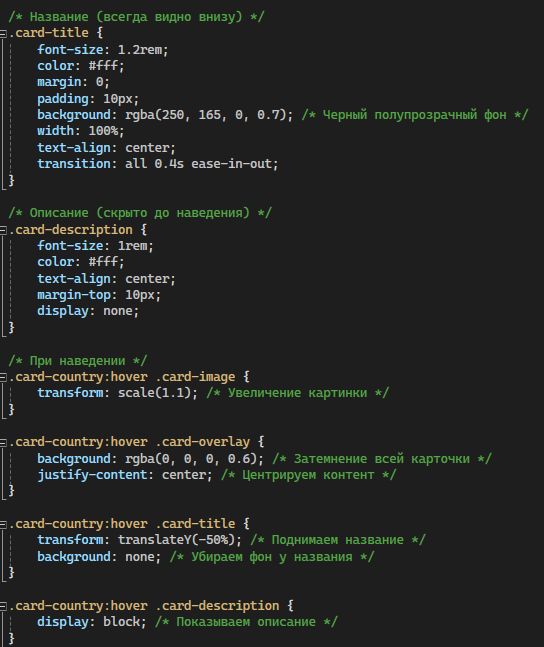 /* Название (всегда видно внизу) */
.card-title {
font-size: 1.2rem;
color: #fff;
margin: 0;
padding: 10px;
background: rgba(250, 165, 0, 0.7); /* Черный полупрозрачный фон */
width: 100%;
text-align: center;
transition: all 0.4s ease-in-out;
}
/* Описание (скрыто до наведения) */
.card-description {
font-size: 1rem;
color: #fff;
text-align: center;
margin-top: 10px;
display: none;
}
/* При наведении */
.card-country:hover .card-image {
transform: scale(1.1); /* Увеличение картинки */
}
.card-country:hover .card-overlay {
background: rgba(0, 0, 0, 0.6); /* Затемнение всей карточки */
justify-content: center; /* Центрируем контент */
}
.card-country:hover .card-title {
transform: translateY(-50%); /* Поднимаем название */
background: none; /* Убираем фон у названия */
}
.card-country:hover .card-description {
display: block; /* Показываем описание */
}